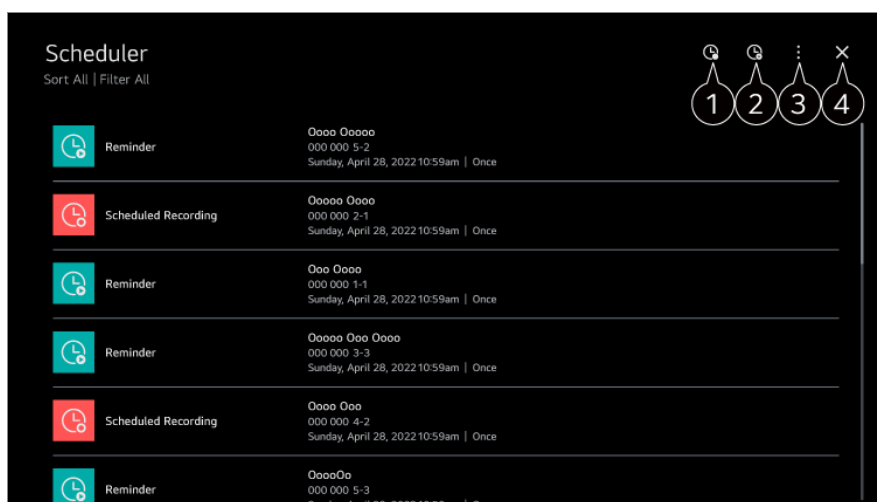 Scheduler
Sort All | Filter All
1 2 3 4
Reminder
Oooo Ooooo
000 000 5-2
Sunday, April 28, 2022 10:59am | Once
Scheduled Recording
Ooooo Oooo
000 000 2-1
Sunday, April 28, 2022 10:59am | Once
Reminder
Ooo Oooo
000 000 1-1
Sunday, April 28, 2022 10:59am | Once
Reminder
Ooooo Ooo Oooo
000 000 3-3
Sunday, April 28, 2022 10:59am | Once
Scheduled Recording
Oooo Ooo
000 000 4-2
Sunday, April 28, 2022 10:59am | Once
Reminder
OoooOo
000 000 5-3